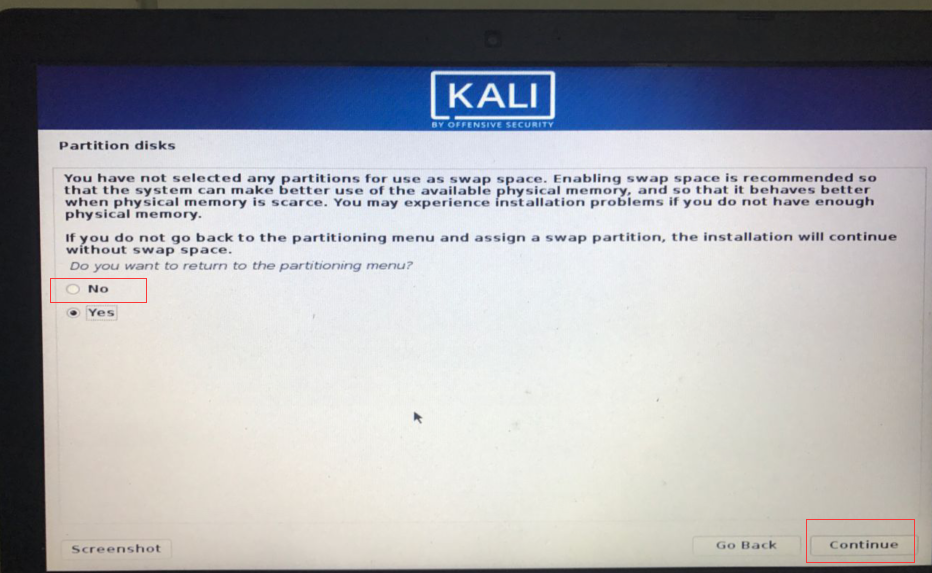 KALI
BY OFFENSIVE SECURITY
Partition disks
You have not selected any partitions for use as swap space. Enabling swap space is recommended so
that the system can make better use of the available physical memory, and so that it behaves better
when physical memory is scarce. You may experience installation problems if you do not have enough
physical memory.
If you do not go back to the partitioning menu and assign a swap partition, the installation will continue
without swap space.
Do you want to return to the partitioning menu?
No
Yes
Screenshot
Go Back
Continue